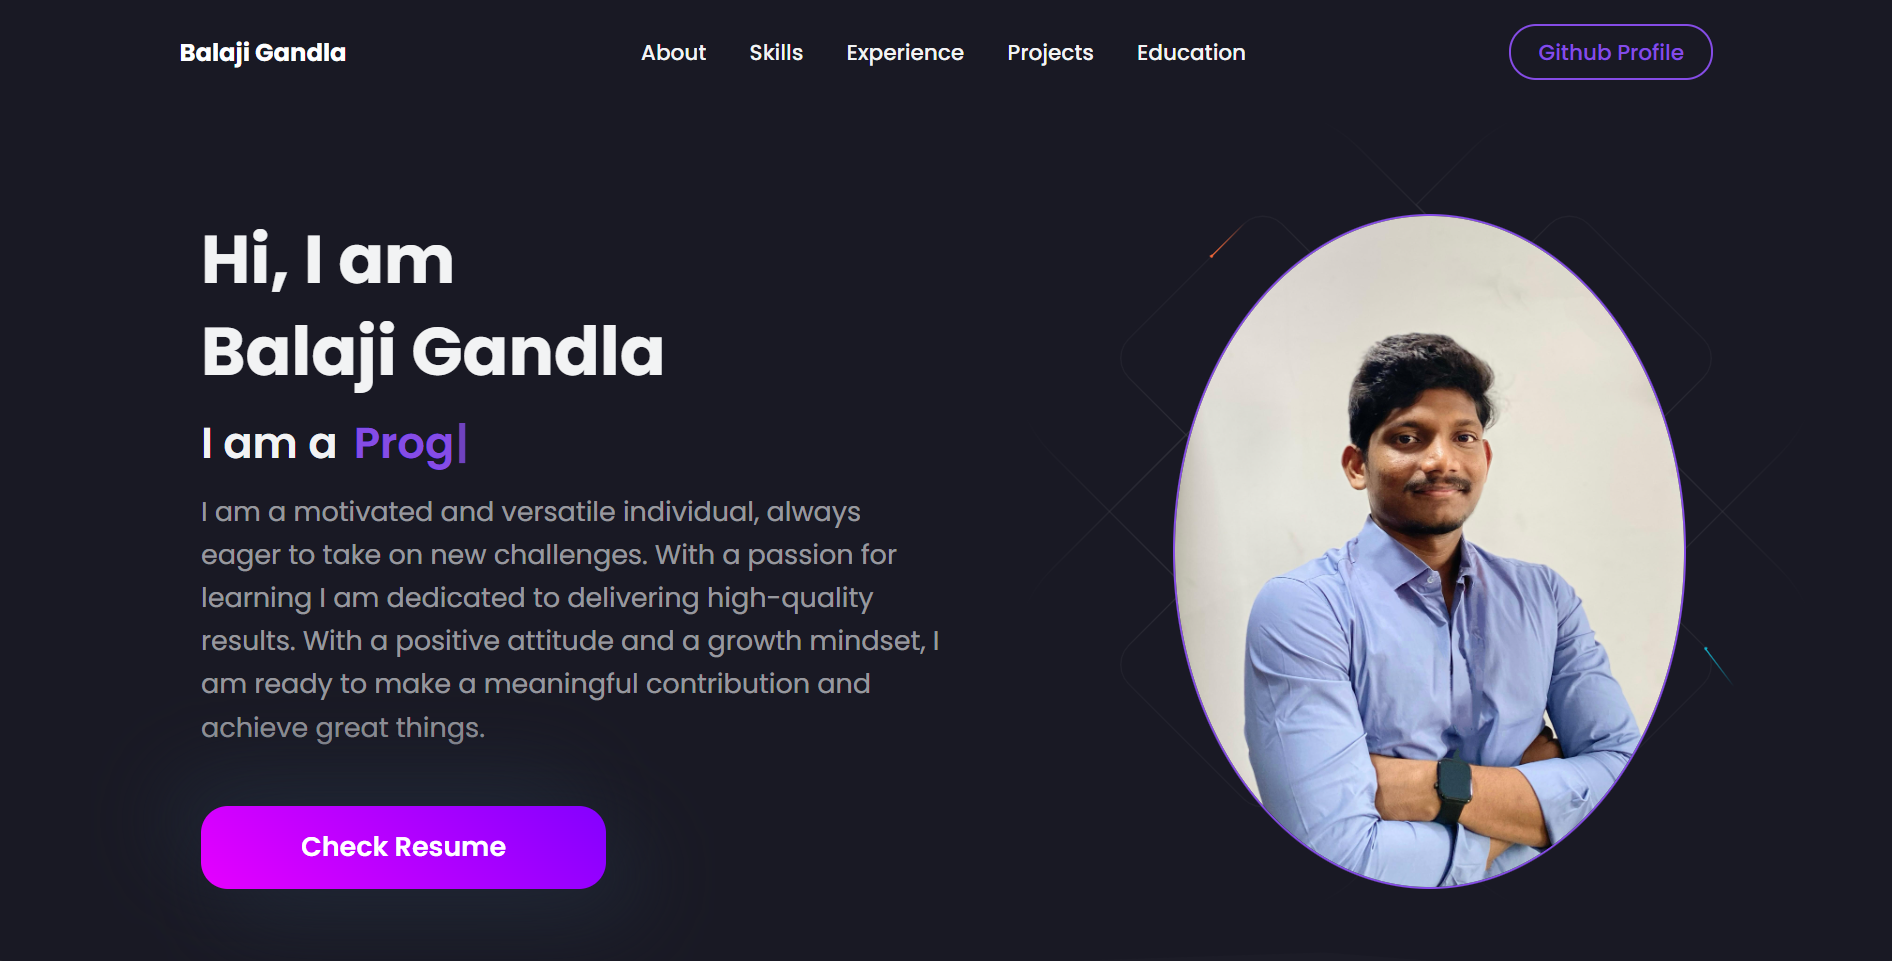 Balaji Gandla
About Skills Experience Projects Education
Github Profile
Hi, I am
Balaji Gandla
I am a Prog|
I am a motivated and versatile individual, always
eager to take on new challenges. With a passion for
learning I am dedicated to delivering high-quality
results. With a positive attitude and a growth mindset, I
am ready to make a meaningful contribution and
achieve great things.
Check Resume